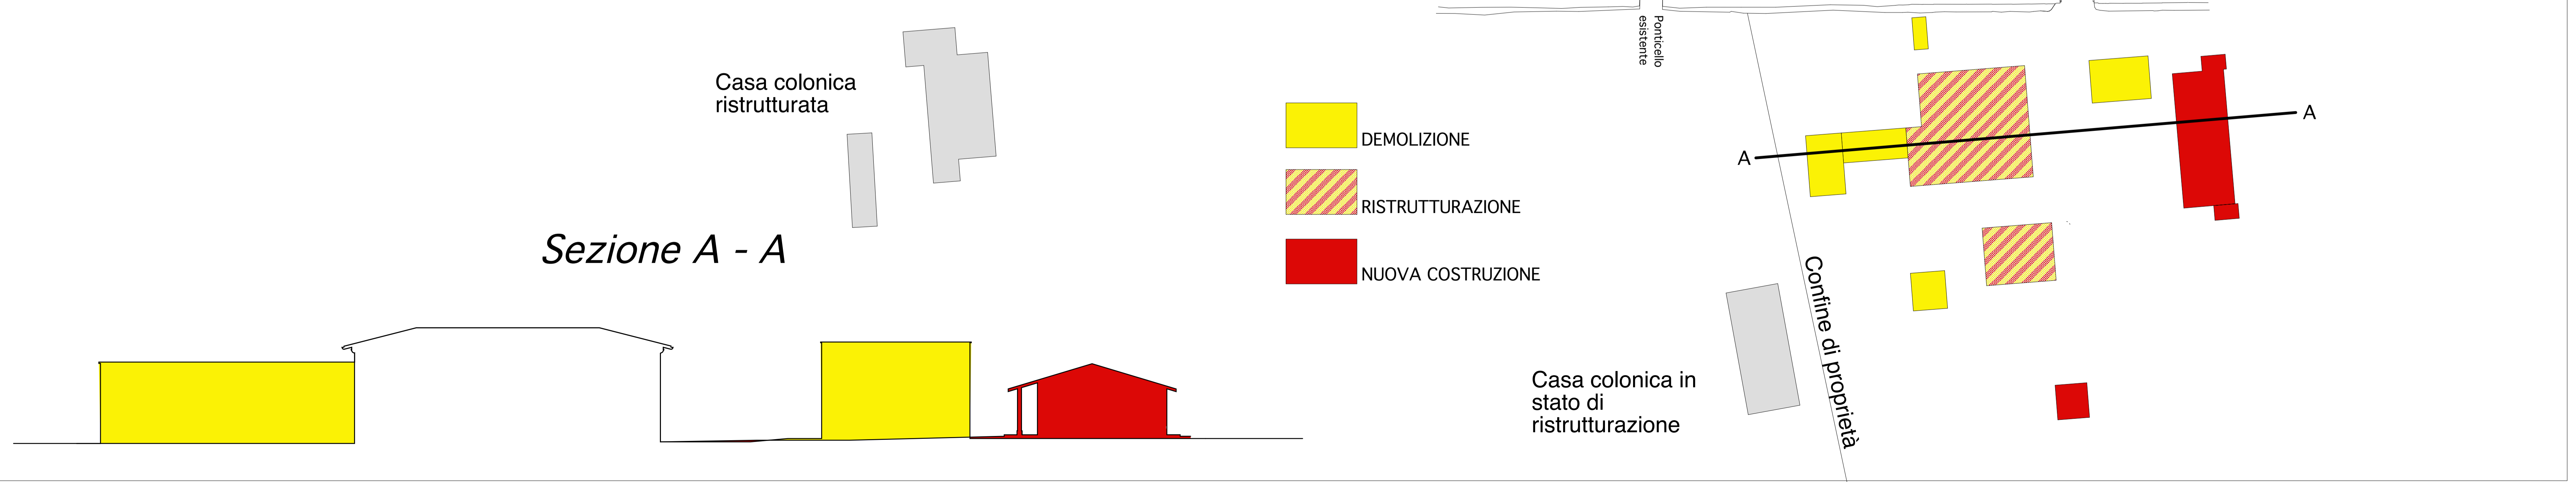 Casa colonica
ristrutturata
Sezione A - A
DEMOLIZIONE
RISTRUTTURAZIONE
NUOVA COSTRUZIONE
Ponticello
esistente
A
A
Confine di proprietà
Casa colonica in
stato di
ristrutturazione